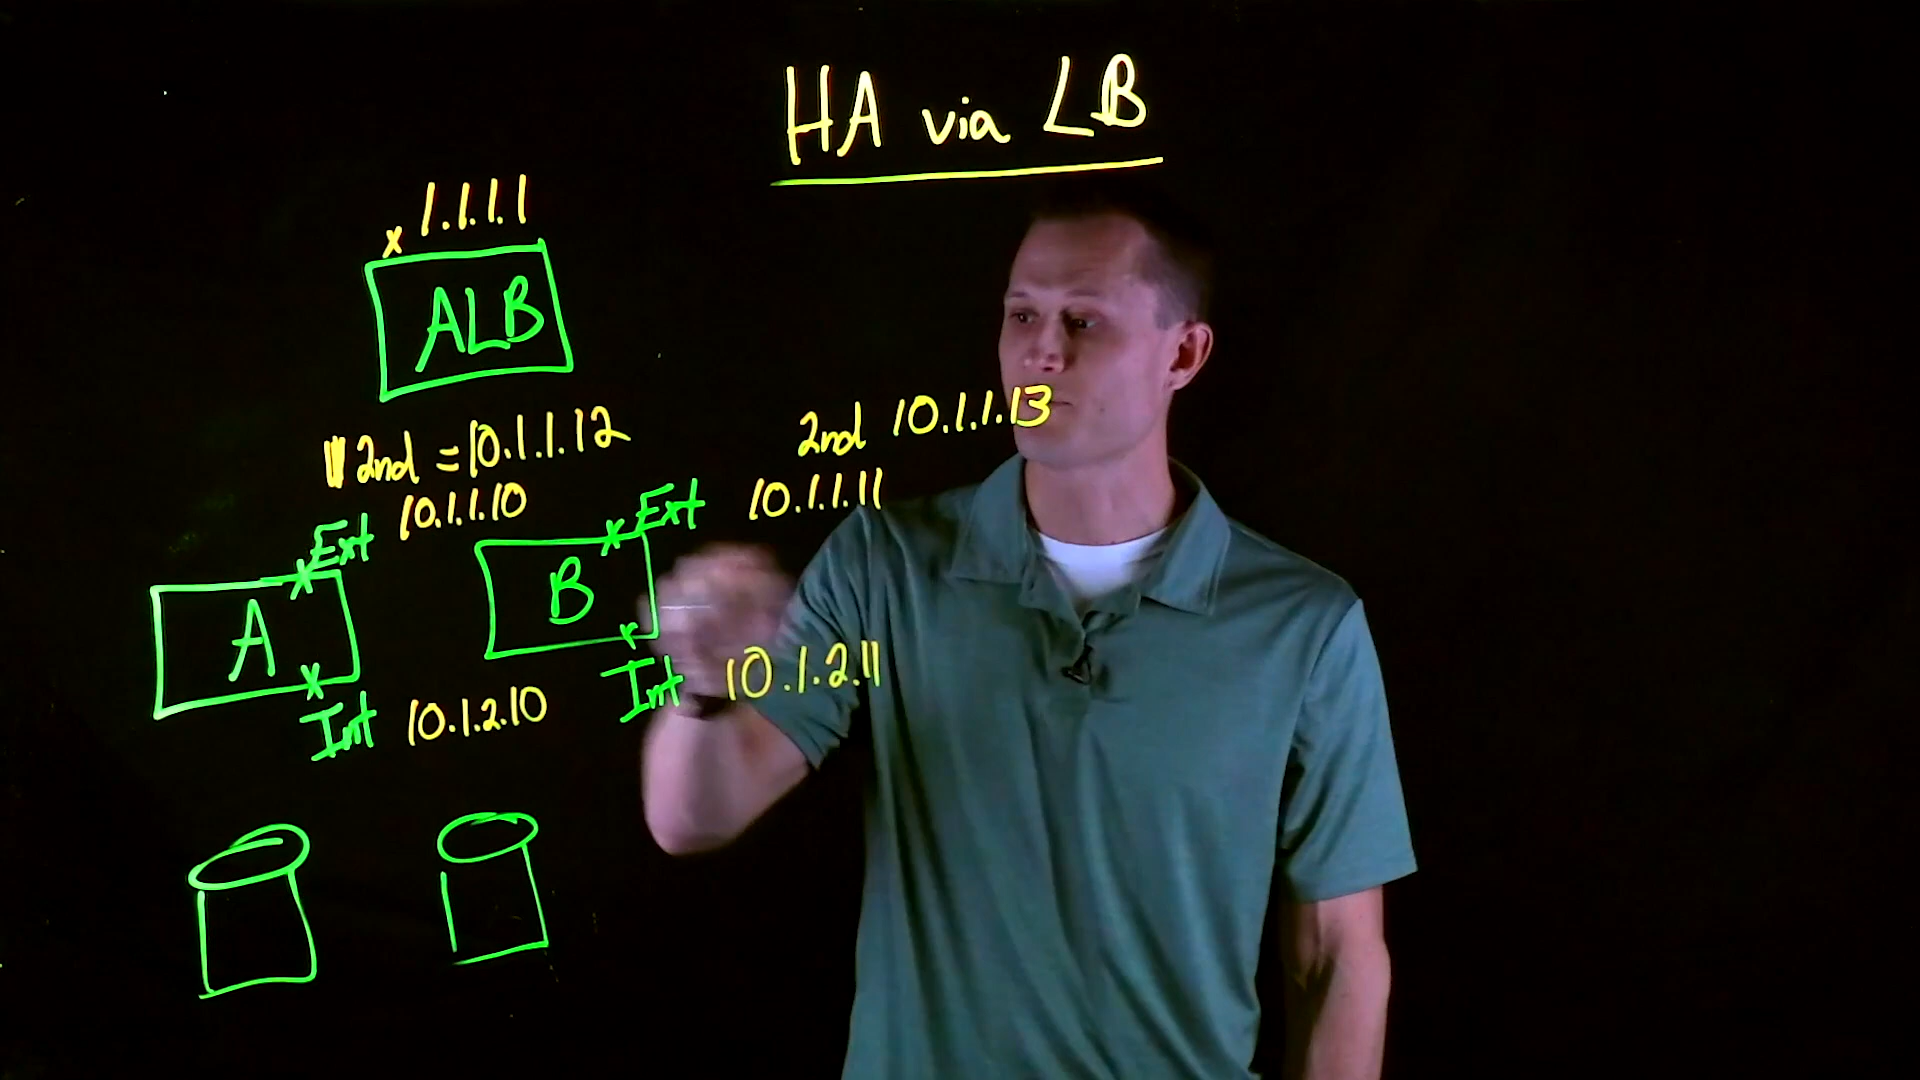 HA via LB
x 1.1.1.1
ALB
2nd = 10.1.1.12
2nd 10.1.1.13
Ext 10.1.1.10
x Ext 10.1.1.11
x
A
B
x
Int 10.1.2.10
Int 10.1.2.11